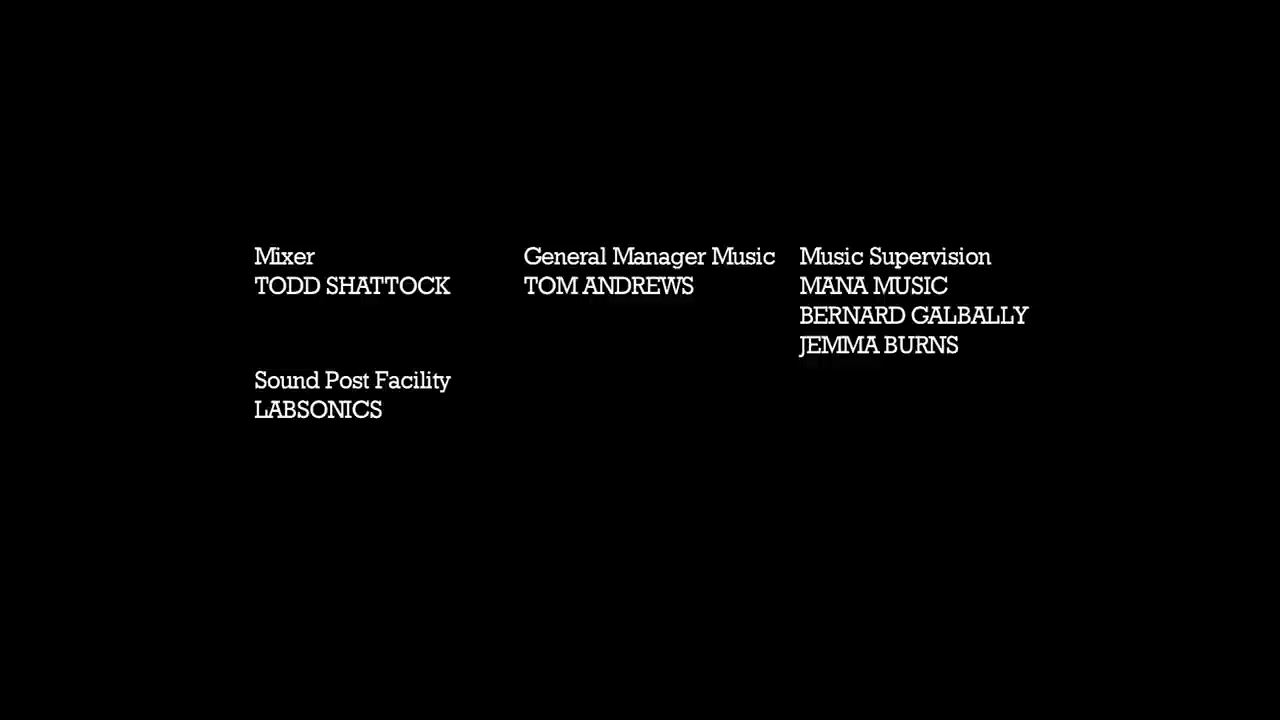 Mixer
TODD SHATTOCK
General Manager Music
TOM ANDREWS
Music Supervision
MANA MUSIC
BERNARD GALBALLY
JEMMA BURNS
Sound Post Facility
LABSONICS